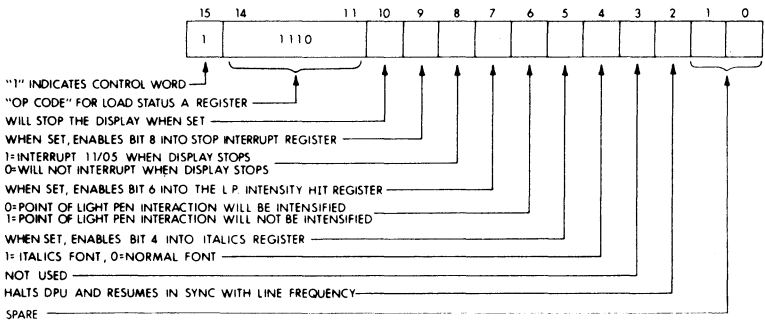 15 14 11 10 9 8 7 6 5 4 3 2 1 0
1 1110
"1" INDICATES CONTROL WORD
"OP CODE" FOR LOAD STATUS A REGISTER
WILL STOP THE DISPLAY WHEN SET
WHEN SET, ENABLES BIT 8 INTO STOP INTERRUPT REGISTER
1=INTERRUPT 11/05 WHEN DISPLAY STOPS
0=WILL NOT INTERRUPT WHEN DISPLAY STOPS
WHEN SET, ENABLES BIT 6 INTO THE L.P. INTENSITY HIT REGISTER
0=POINT OF LIGHT PEN INTERACTION WILL BE INTENSIFIED
1=POINT OF LIGHT PEN INTERACTION WILL NOT BE INTENSIFIED
WHEN SET, ENABLES BIT 4 INTO ITALICS REGISTER
1= ITALICS FONT, 0=NORMAL FONT
NOT USED
HALTS DPU AND RESUMES IN SYNC WITH LINE FREQUENCY
SPARE